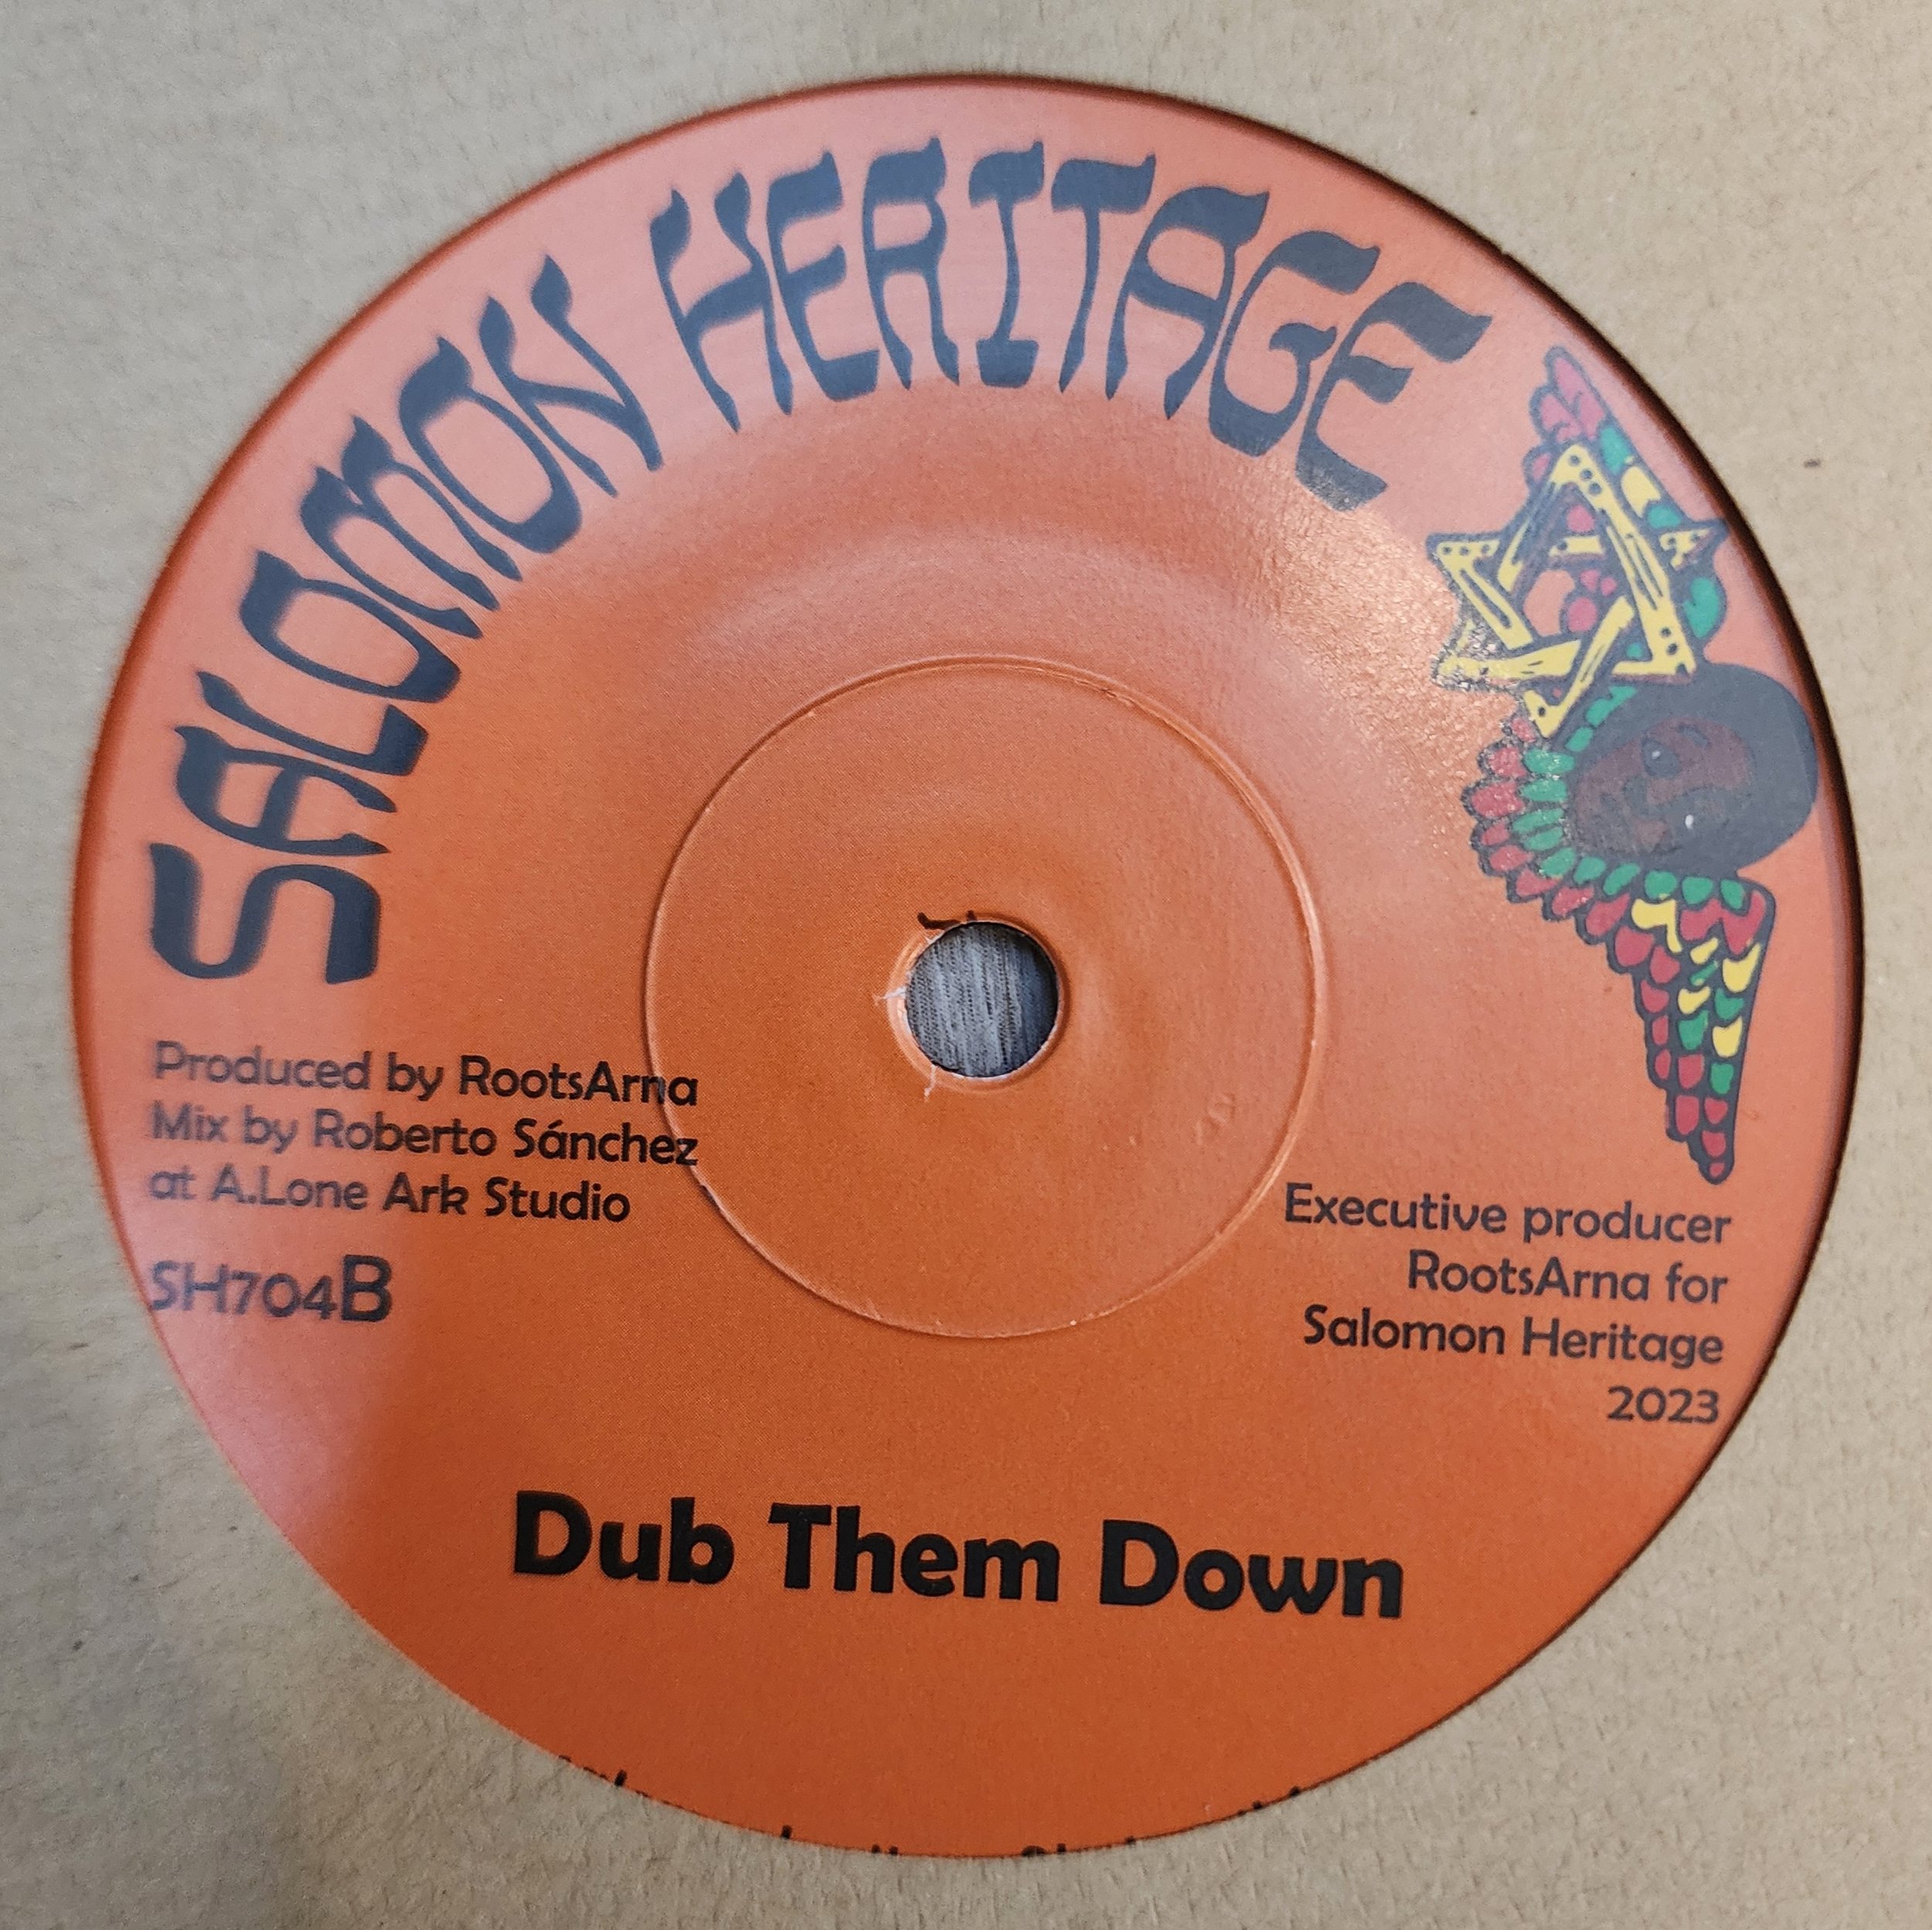 SALOMON HERITAGE
Produced by RootsArna
Mix by Roberto Sánchez
at A.Lone Ark Studio
SH704B
Executive producer
RootsArna for
Salomon Heritage
2023
Dub Them Down